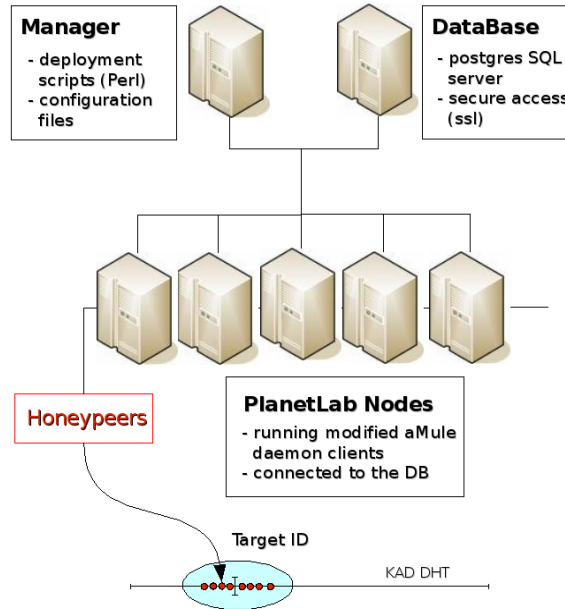 Manager
- deployment
scripts (Perl)
- configuration
files
DataBase
- postgres SQL
server
- secure access
(ssl)
Honeypeers
PlanetLab Nodes
- running modified aMule
daemon clients
- connected to the DB
Target ID
KAD DHT